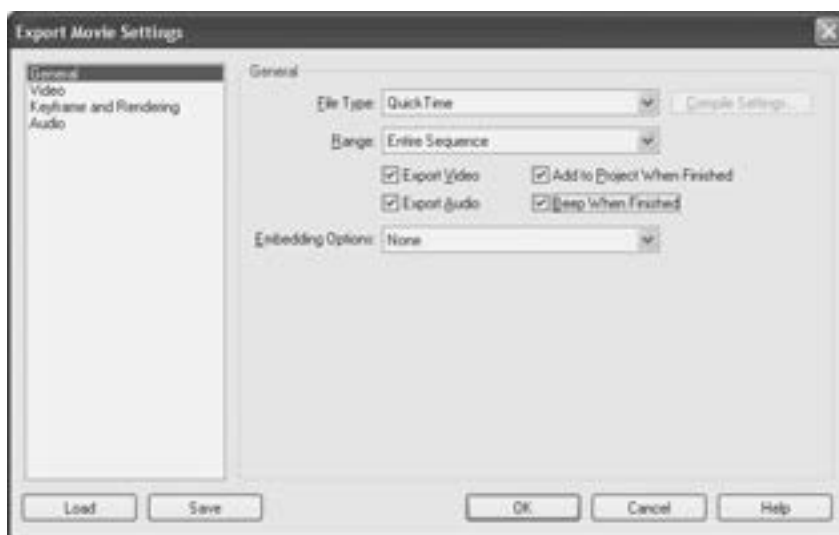 Export Movie Settings
General
Video
Keyframe and Rendering
Audio
General
File Type: QuickTime
Compile Settings...
Range: Entire Sequence
Export Video
Add to Project When Finished
Export Audio
Beep When Finished
Embedding Options: None
Load
Save
OK
Cancel
Help